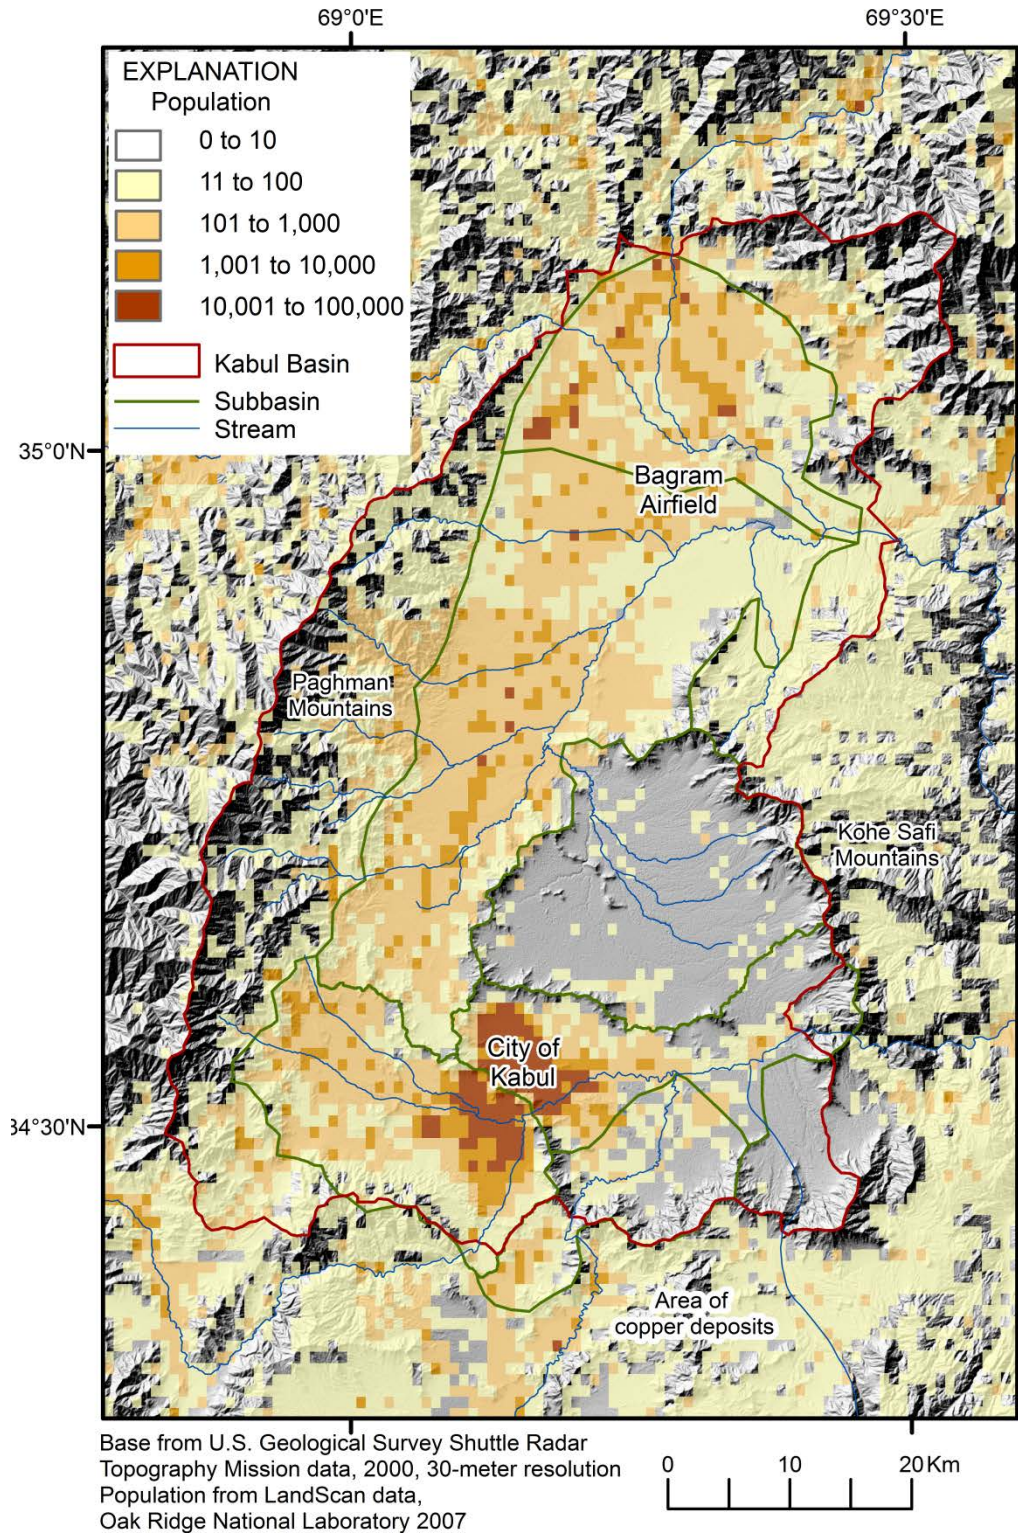 69°0'E
69°30'E
EXPLANATION
Population
0 to 10
11 to 100
101 to 1,000
1,001 to 10,000
10,001 to 100,000
Kabul Basin
Subbasin
Stream
35°0'N
Bagram
Airfield
Paghman
Mountains
Kohe Safi
Mountains
City of
Kabul
34°30'N
Area of
copper deposits
Base from U.S. Geological Survey Shuttle Radar
Topography Mission data, 2000, 30-meter resolution
Population from LandScan data,
Oak Ridge National Laboratory 2007
0 10 20 Km